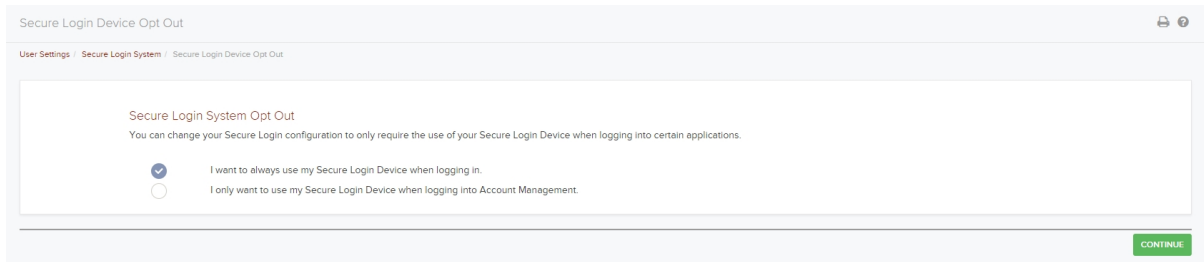 Secure Login Device Opt Out
User Settings / Secure Login System / Secure Login Device Opt Out
Secure Login System Opt Out
You can change your Secure Login configuration to only require the use of your Secure Login Device when logging into certain applications.
I want to always use my Secure Login Device when logging in.
I only want to use my Secure Login Device when logging into Account Management.
CONTINUE